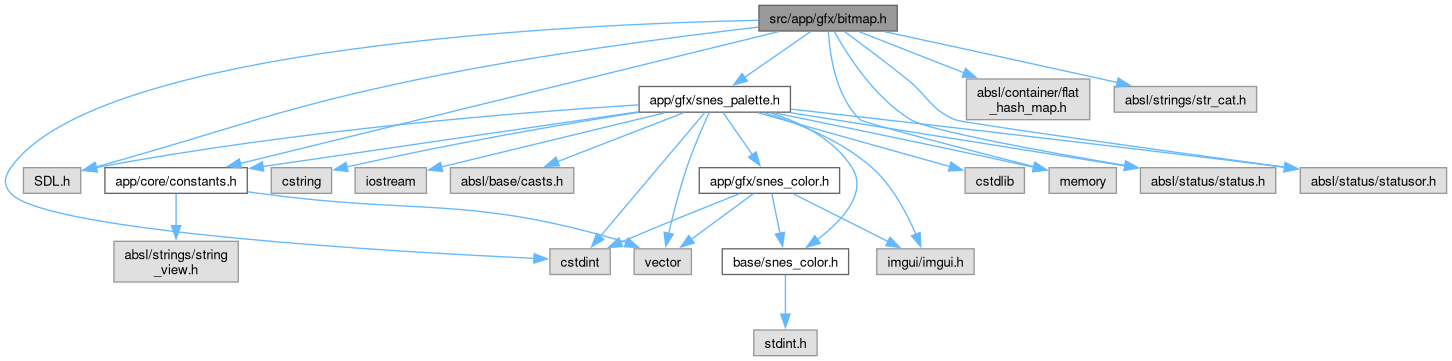 src/app/gfx/bitmap.h
app/gfx/snes_palette.h
absl/container/flat
_hash_map.h
absl/strings/str_cat.h
SDL.h
app/core/constants.h
cstring
iostream
absl/base/casts.h
app/gfx/snes_color.h
cstdlib
memory
absl/status/status.h
absl/status/statusor.h
absl/strings/string
_view.h
cstdint
vector
base/snes_color.h
imgui/imgui.h
stdint.h